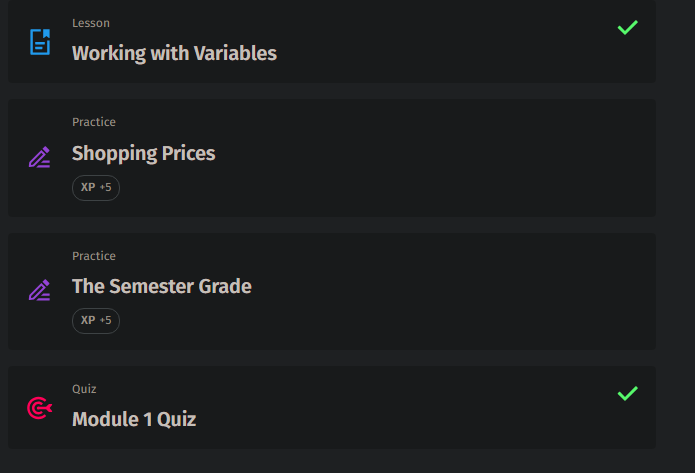 Lesson
Working with Variables
Practice
Shopping Prices
XP +5
Practice
The Semester Grade
XP +5
Quiz
Module 1 Quiz